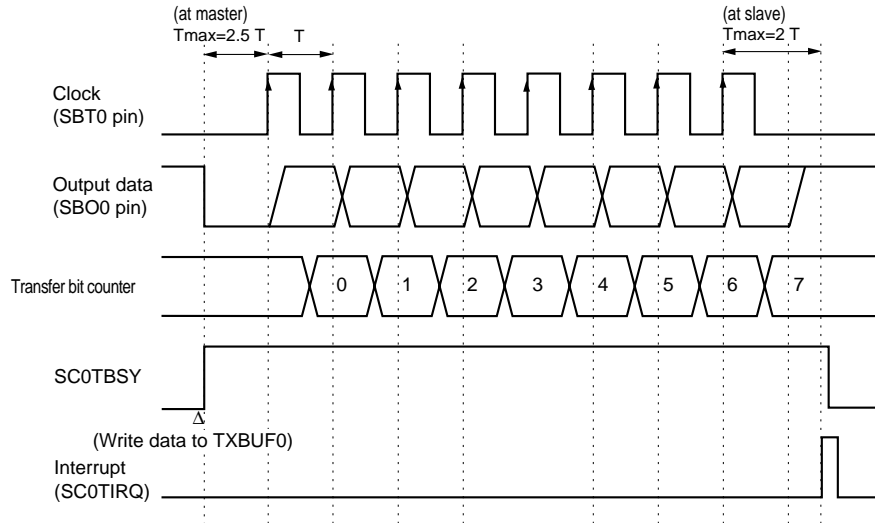 (at master)
Tmax=2.5 T
T
(at slave)
Tmax=2 T
Clock
(SBT0 pin)
Output data
(SBO0 pin)
Transfer bit counter
0 1 2 3 4 5 6 7
SC0TBSY
Δ
(Write data to TXBUF0)
Interrupt
(SC0TIRQ)